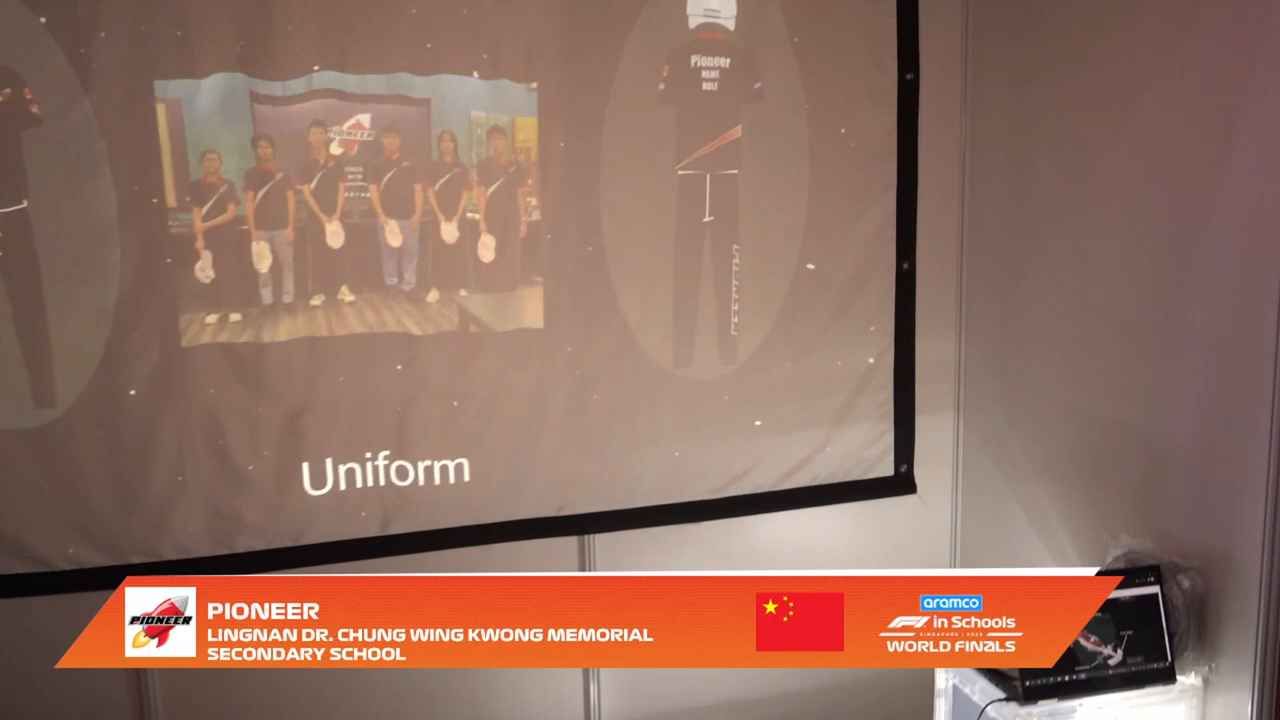 Pioneer
NAME
ROLE
PIONEER
Uniform
PIONEER
PIONEER
LINGNAN DR. CHUNG WING KWONG MEMORIAL
SECONDARY SCHOOL
aramco
F1 in Schools
WORLD FINALS